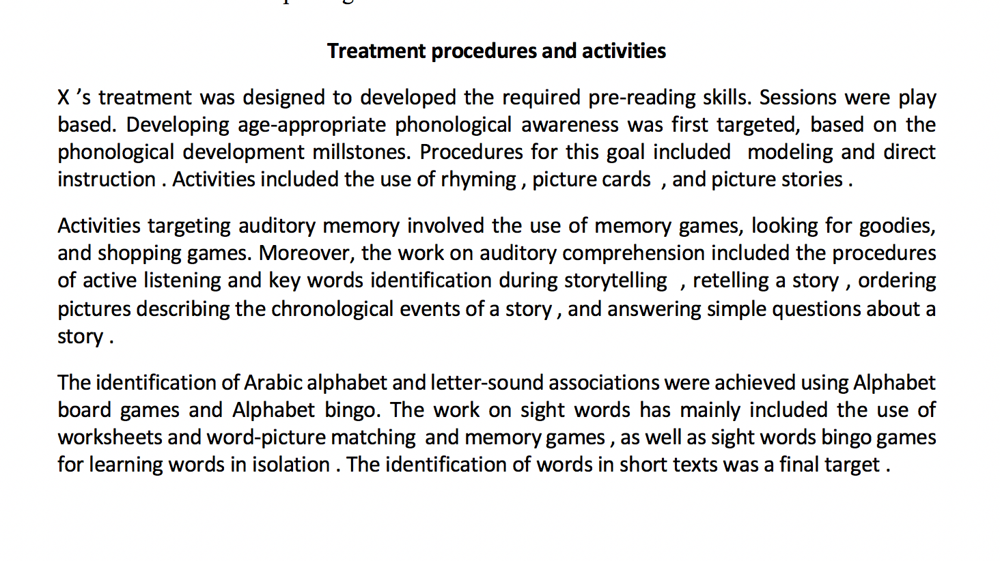 Treatment procedures and activities
X ’s treatment was designed to developed the required pre-reading skills. Sessions were play
based. Developing age-appropriate phonological awareness was first targeted, based on the
phonological development millstones. Procedures for this goal included  modeling and direct
instruction . Activities included the use of rhyming , picture cards  , and picture stories .
Activities targeting auditory memory involved the use of memory games, looking for goodies,
and shopping games. Moreover, the work on auditory comprehension included the procedures
of active listening and key words identification during storytelling  , retelling a story , ordering
pictures describing the chronological events of a story , and answering simple questions about a
story .
The identification of Arabic alphabet and letter-sound associations were achieved using Alphabet
board games and Alphabet bingo. The work on sight words has mainly included the use of
worksheets and word-picture matching  and memory games , as well as sight words bingo games
for learning words in isolation . The identification of words in short texts was a final target .